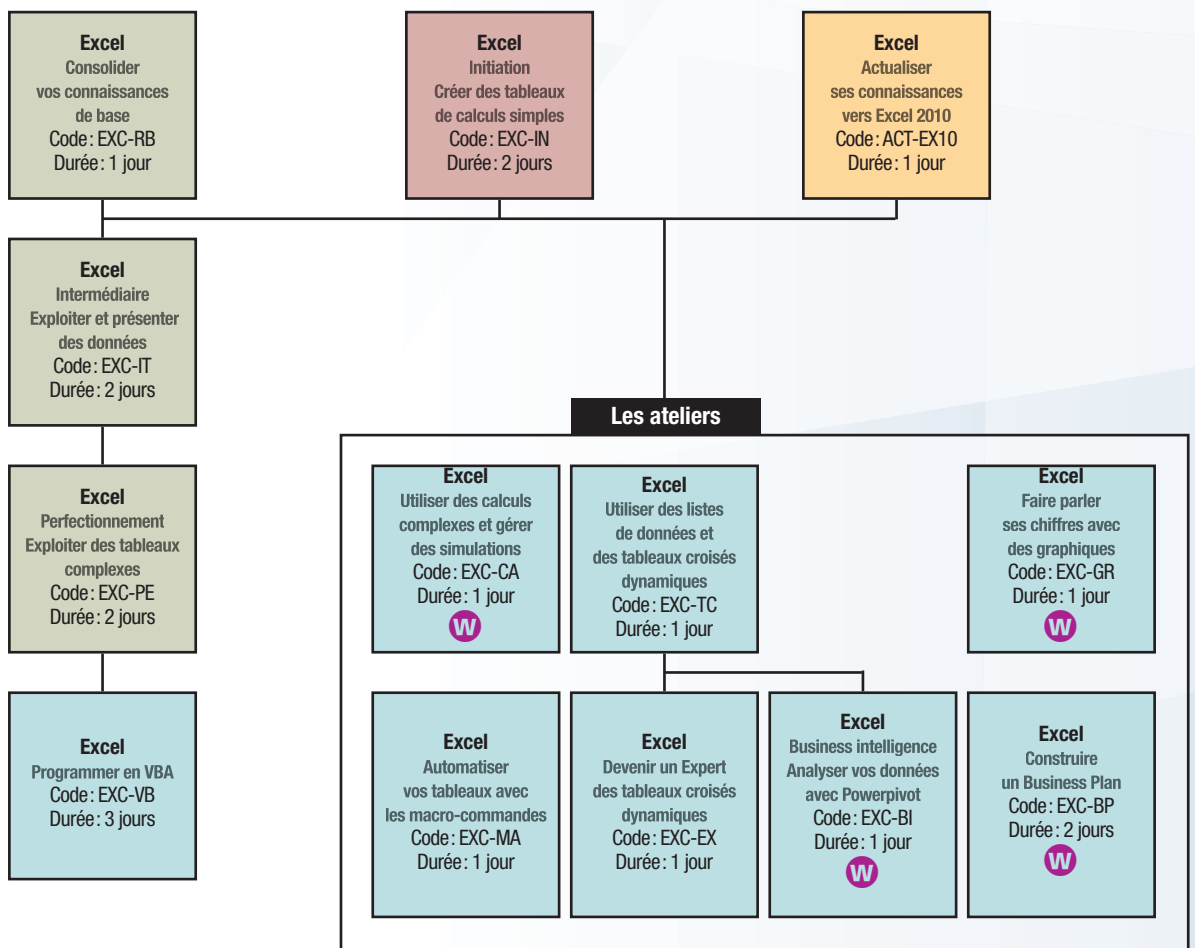 Excel
Consolider
vos connaissances
de base
Code : EXC-RB
Durée : 1 jour
Excel
Initiation
Créer des tableaux
de calculs simples
Code : EXC-IN
Durée : 2 jours
Excel
Actualiser
ses connaissances
vers Excel 2010
Code : ACT-EX10
Durée : 1 jour
Excel
Intermédiaire
Exploiter et présenter
des données
Code : EXC-IT
Durée : 2 jours
Excel
Perfectionnement
Exploiter des tableaux
complexes
Code : EXC-PE
Durée : 2 jours
Excel
Programmer en VBA
Code : EXC-VB
Durée : 3 jours
Les ateliers
Excel
Utiliser des calculs
complexes et gérer
des simulations
Code : EXC-CA
Durée : 1 jour
W
Excel
Utiliser des listes
de données et
des tableaux croisés
dynamiques
Code : EXC-TC
Durée : 1 jour
Excel
Faire parler
ses chiffres avec
des graphiques
Code : EXC-GR
Durée : 1 jour
W
Excel
Automatiser
vos tableaux avec
les macro-commandes
Code : EXC-MA
Durée : 1 jour
Excel
Devenir un Expert
des tableaux croisés
dynamiques
Code : EXC-EX
Durée : 1 jour
Excel
Business intelligence
Analyser vos données
avec Powerpivot
Code : EXC-BI
Durée : 1 jour
W
Excel
Construire
un Business Plan
Code : EXC-BP
Durée : 2 jours
W